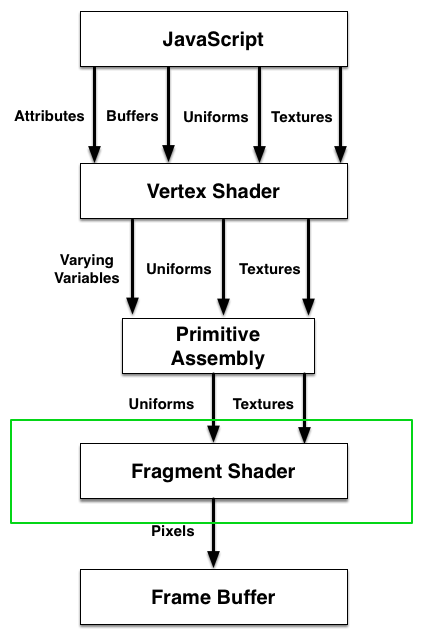 JavaScript
Attributes Buffers Uniforms Textures
Vertex Shader
Varying
Variables Uniforms Textures
Primitive
Assembly
Uniforms Textures
Fragment Shader
Pixels
Frame Buffer